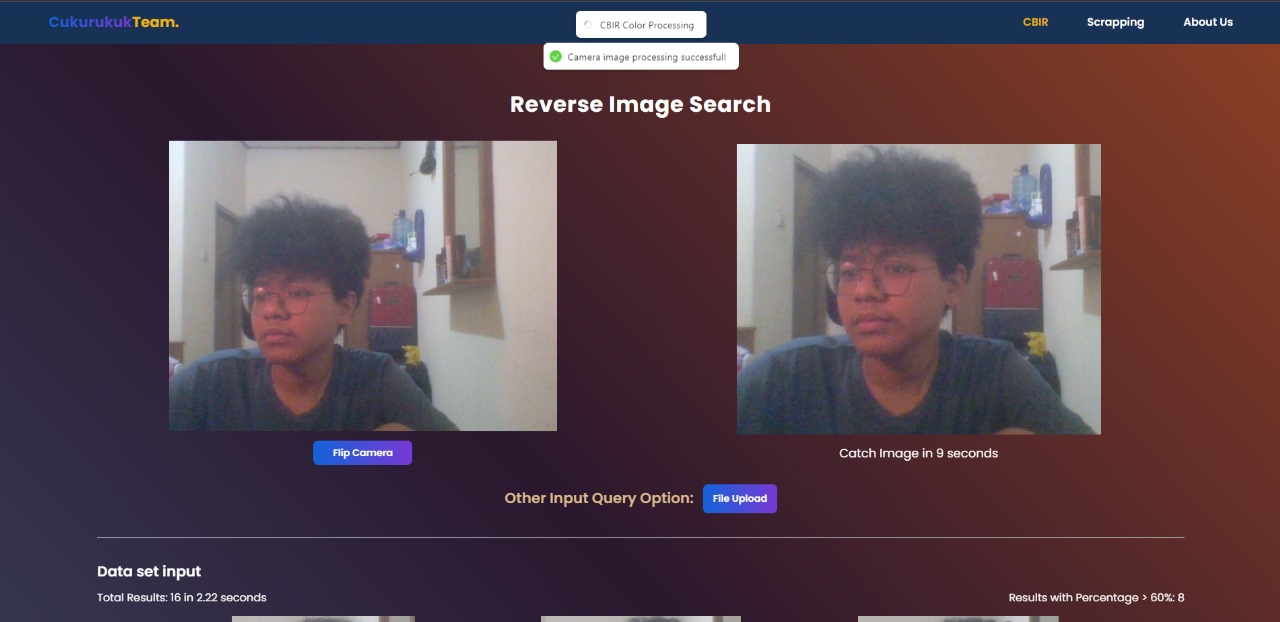 CukurukukTeam.
CBIR Color Processing
CBIR
Scrapping
About Us
Camera image processing successful!
Reverse Image Search
Flip Camera
Catch Image in 9 seconds
Other Input Query Option:
File Upload
Data set input
Total Results: 16 in 2.22 seconds
Results with Percentage > 60%: 8